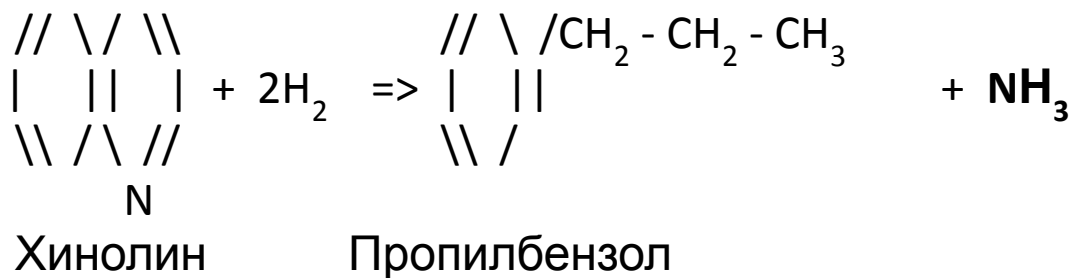 // \ / \\ // \ /CH₂ - CH₂ - CH₃
| || | + 2H₂ => | || + NH₃
\\ / \ // \\ /
N
Хинолин Пропилбензол